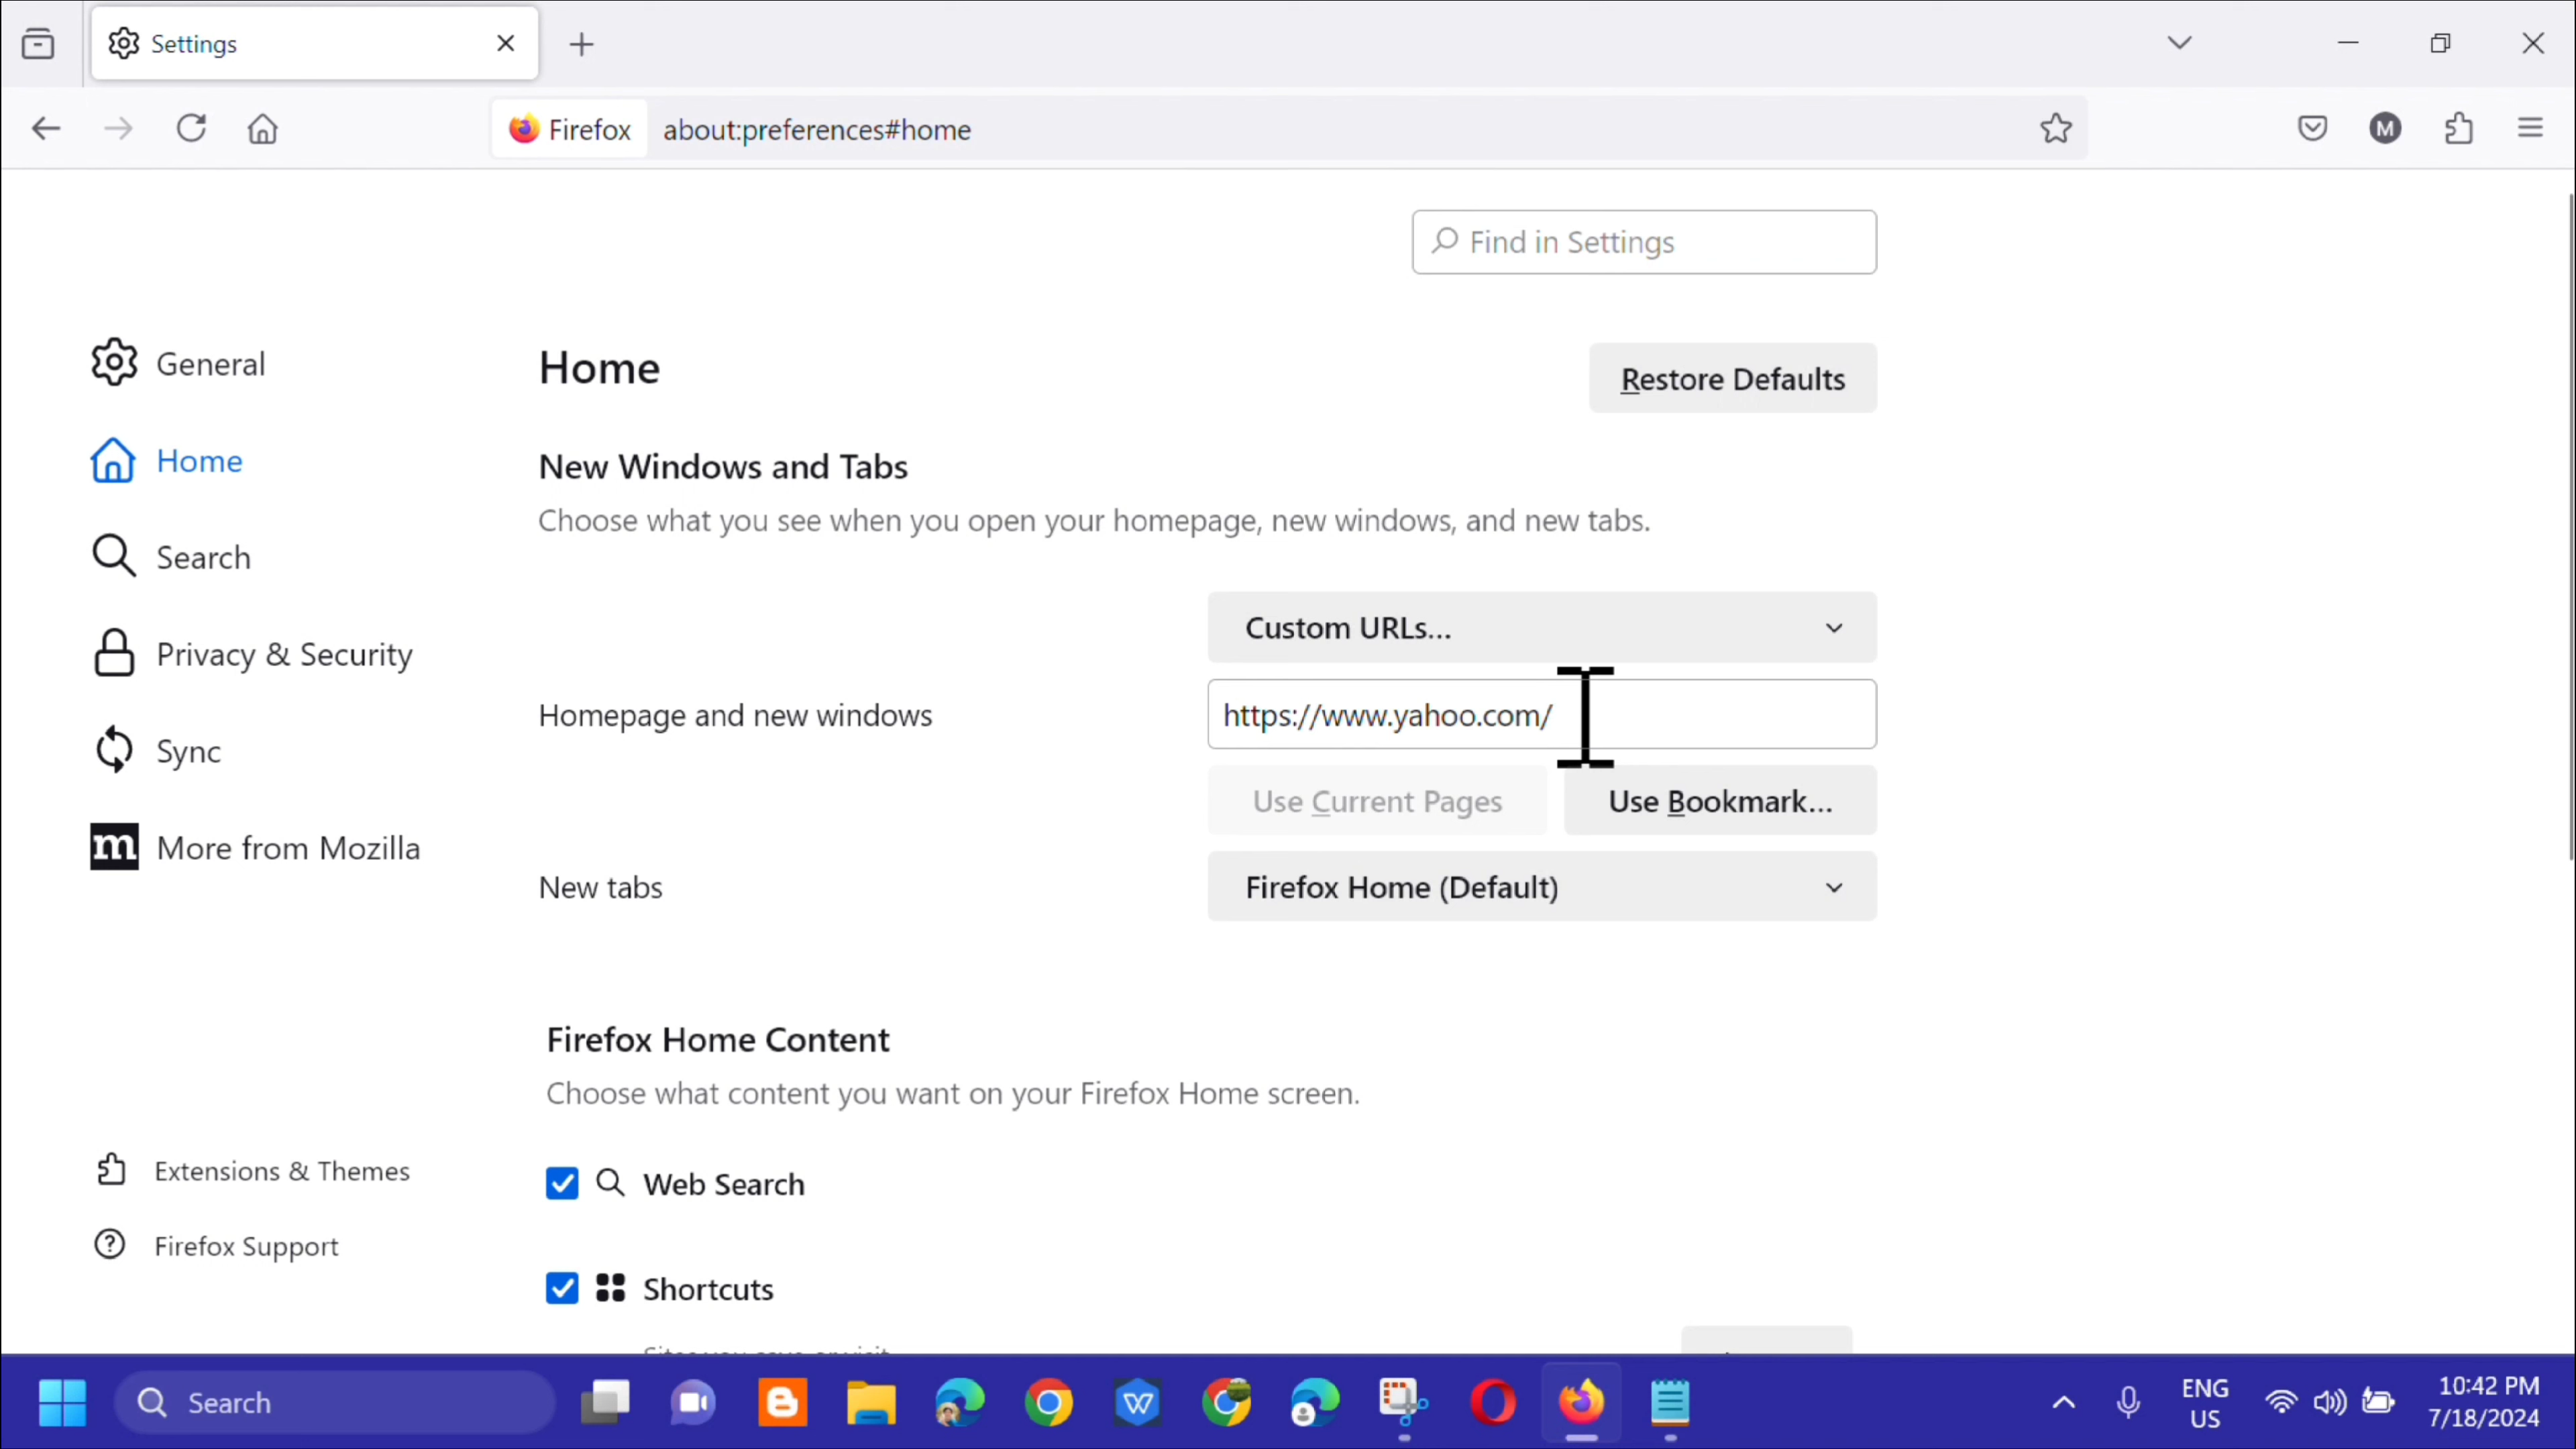 Settings
Firefox about:preferences#home
M
Find in Settings
General
Home
Search
Privacy & Security
Sync
m More from Mozilla
Extensions & Themes
Firefox Support
Home
Restore Defaults
New Windows and Tabs
Choose what you see when you open your homepage, new windows, and new tabs.
Custom URLs...
Homepage and new windows
https://www.yahoo.com/
Use Current Pages
Use Bookmark...
New tabs
Firefox Home (Default)
Firefox Home Content
Choose what content you want on your Firefox Home screen.
Web Search
Shortcuts
Search
ENG
US
10:42 PM
7/18/2024